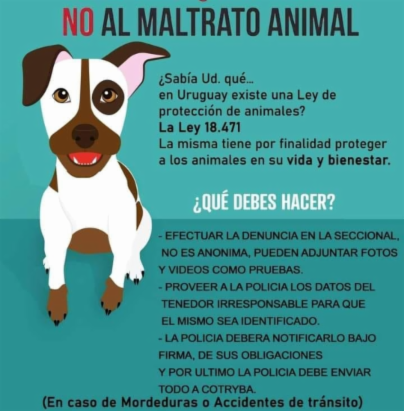 NO AL MALTRATO ANIMAL
¿Sabía Ud. qué...
en Uruguay existe una Ley de
protección de animales?
La Ley 18.471
La misma tiene por finalidad proteger
a los animales en su vida y bienestar.
¿QUÉ DEBES HACER?
- EFECTUAR LA DENUNCIA EN LA SECCIONAL,
NO ES ANONIMA, PUEDEN ADJUNTAR FOTOS
Y VIDEOS COMO PRUEBAS.
- PROVEER A LA POLICIA LOS DATOS DEL
TENEDOR IRRESPONSABLE PARA QUE
EL MISMO SEA IDENTIFICADO.
- LA POLICIA DEBERA NOTIFICARLO BAJO
FIRMA, DE SUS OBLIGACIONES
Y POR ULTIMO LA POLICIA DEBE ENVIAR
TODO A COTRYBA.
(En caso de Mordeduras o Accidentes de tránsito)